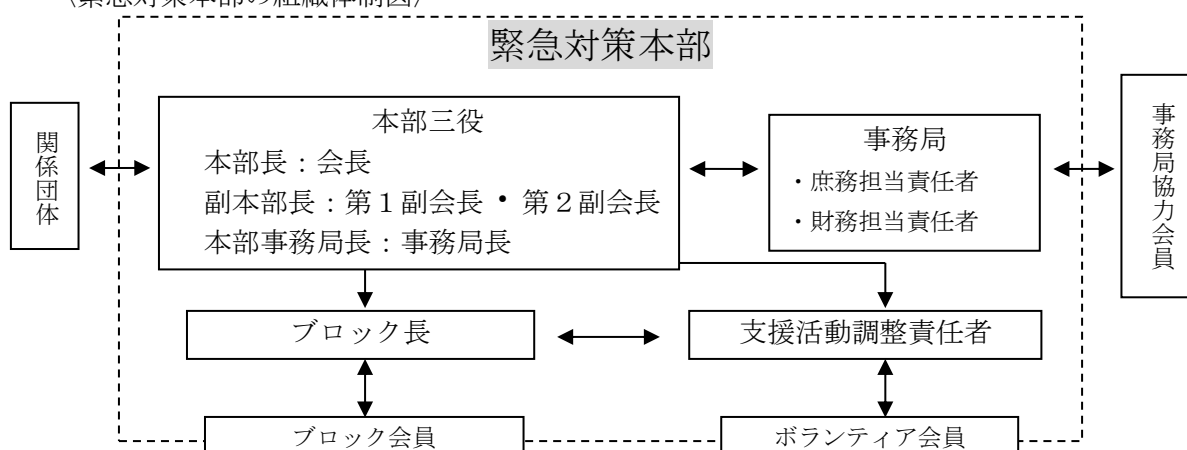 (緊急対策本部の組織体制図)
緊急対策本部
関係団体
本部三役
本部長：会長
副本部長：第１副会長・第２副会長
本部事務局長：事務局長
事務局
・庶務担当責任者
・財務担当責任者
事務局協力会員
ブロック長
支援活動調整責任者
ブロック会員
ボランティア会員